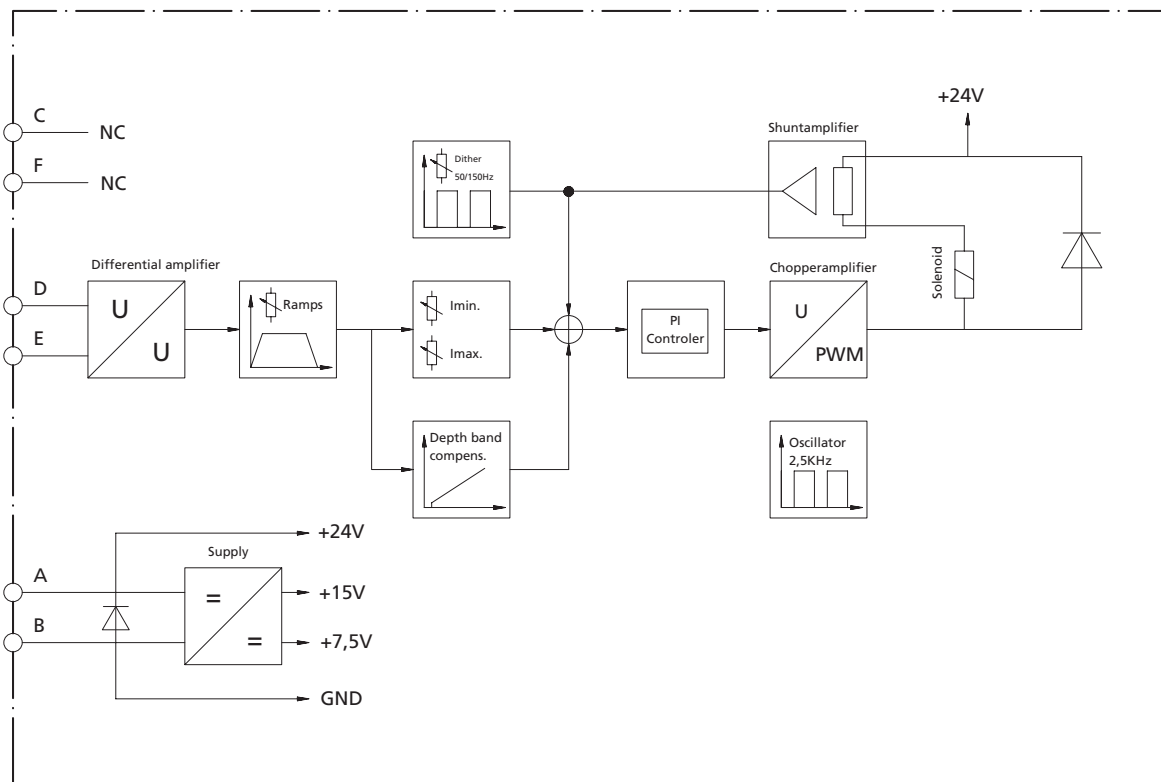 C
NC
F
NC
Dither
50/150Hz
Shuntamplifier
+24V
Solenoid
Differential amplifier
D
E
U
U
Ramps
Imin.
Imax.
PI
Controler
Chopperamplifier
U
PWM
Depth band
compens.
Oscillator
2,5KHz
A
B
Supply
=
=
+24V
+15V
+7,5V
GND